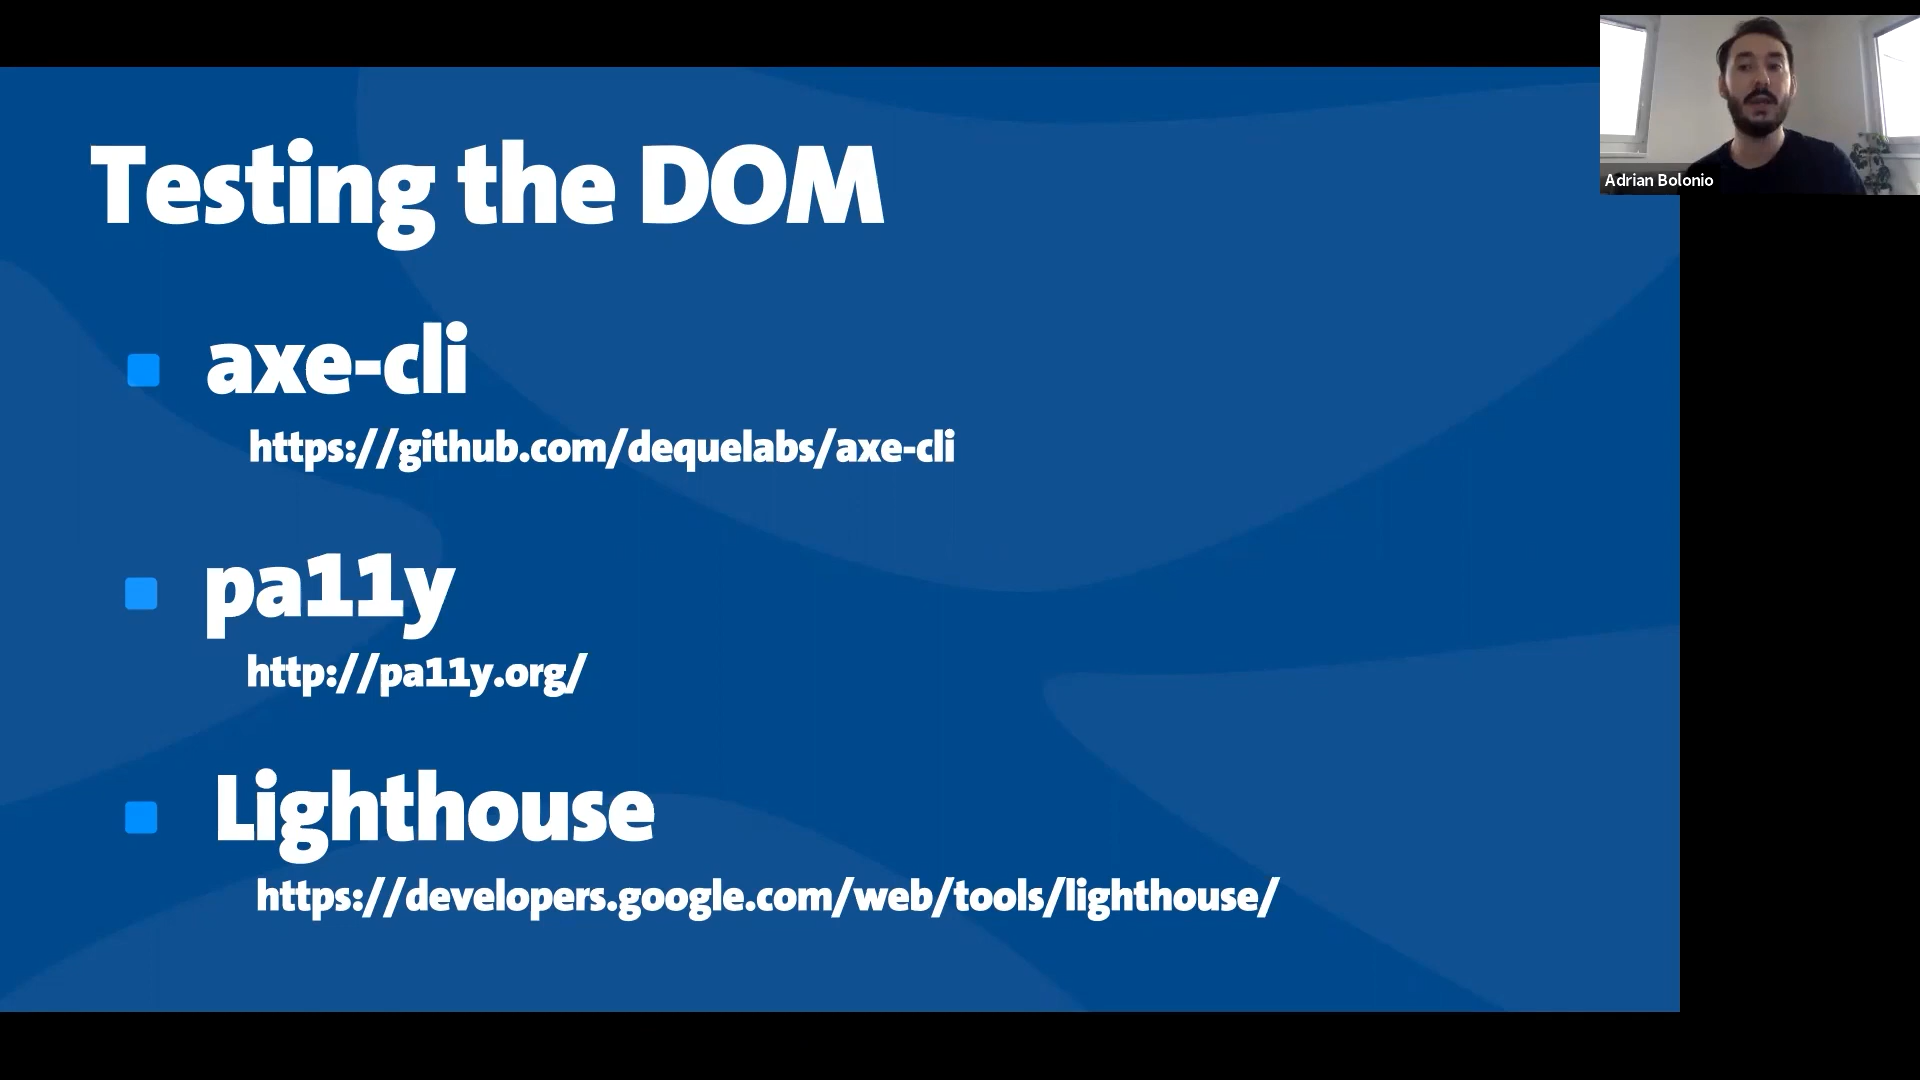 Testing the DOM
axe-cli
https://github.com/dequelabs/axe-cli
pa11y
http://pa11y.org/
Lighthouse
https://developers.google.com/web/tools/lighthouse/
Adrian Bolonio